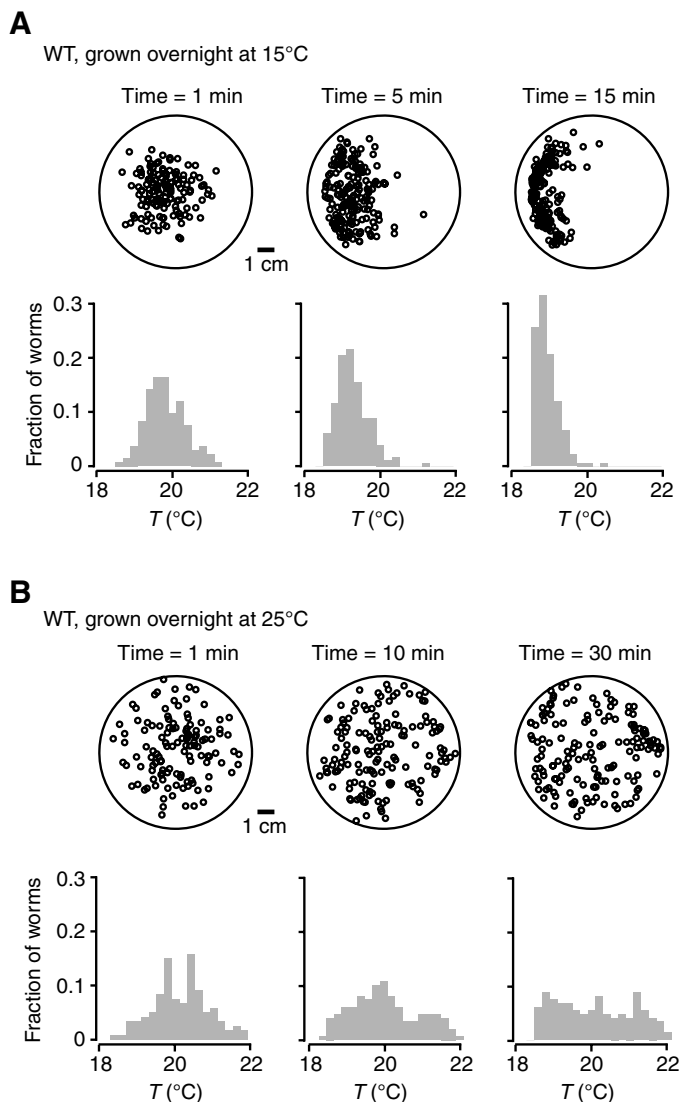 A
WT, grown overnight at 15°C
Time = 1 min Time = 5 min Time = 15 min
1 cm
Fraction of worms
0.3
0.2
0.1
0
18 20 22 18 20 22 18 20 22
T (°C) T (°C) T (°C)
B
WT, grown overnight at 25°C
Time = 1 min Time = 10 min Time = 30 min
1 cm
Fraction of worms
0.3
0.2
0.1
0
18 20 22 18 20 22 18 20 22
T (°C) T (°C) T (°C)